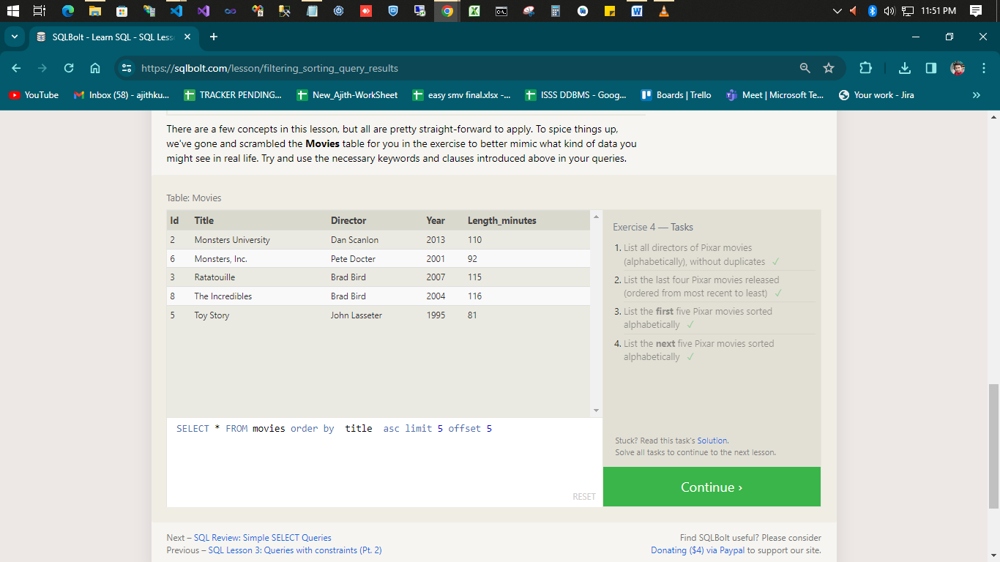 11:51 PM
SQLBolt - Learn SQL - SQL Less
https://sqlbolt.com/lesson/filtering_sorting_query_results
YouTube
Inbox (58) - ajithku...
TRACKER PENDING...
New_Ajith-WorkSheet
easy smv final.xlsx -...
ISSS DDBMS - Goog...
Boards | Trello
Meet | Microsoft Te...
Your work - Jira
There are a few concepts in this lesson, but all are pretty straight-forward to apply. To spice things up,
we've gone and scrambled the Movies table for you in the exercise to better mimic what kind of data you
might see in real life. Try and use the necessary keywords and clauses introduced above in your queries.
Table: Movies
Id Title Director Year Length_minutes
2 Monsters University Dan Scanlon 2013 110
6 Monsters, Inc. Pete Docter 2001 92
3 Ratatouille Brad Bird 2007 115
8 The Incredibles Brad Bird 2004 116
5 Toy Story John Lasseter 1995 81
SELECT * FROM movies order by  title  asc limit 5 offset 5
RESET
Exercise 4 — Tasks
1. List all directors of Pixar movies
(alphabetically), without duplicates ✓
2. List the last four Pixar movies released
(ordered from most recent to least) ✓
3. List the first five Pixar movies sorted
alphabetically ✓
4. List the next five Pixar movies sorted
alphabetically ✓
Stuck? Read this task's Solution.
Solve all tasks to continue to the next lesson.
Continue ›
Next – SQL Review: Simple SELECT Queries
Previous – SQL Lesson 3: Queries with constraints (Pt. 2)
Find SQLBolt useful? Please consider
Donating ($4) via Paypal to support our site.